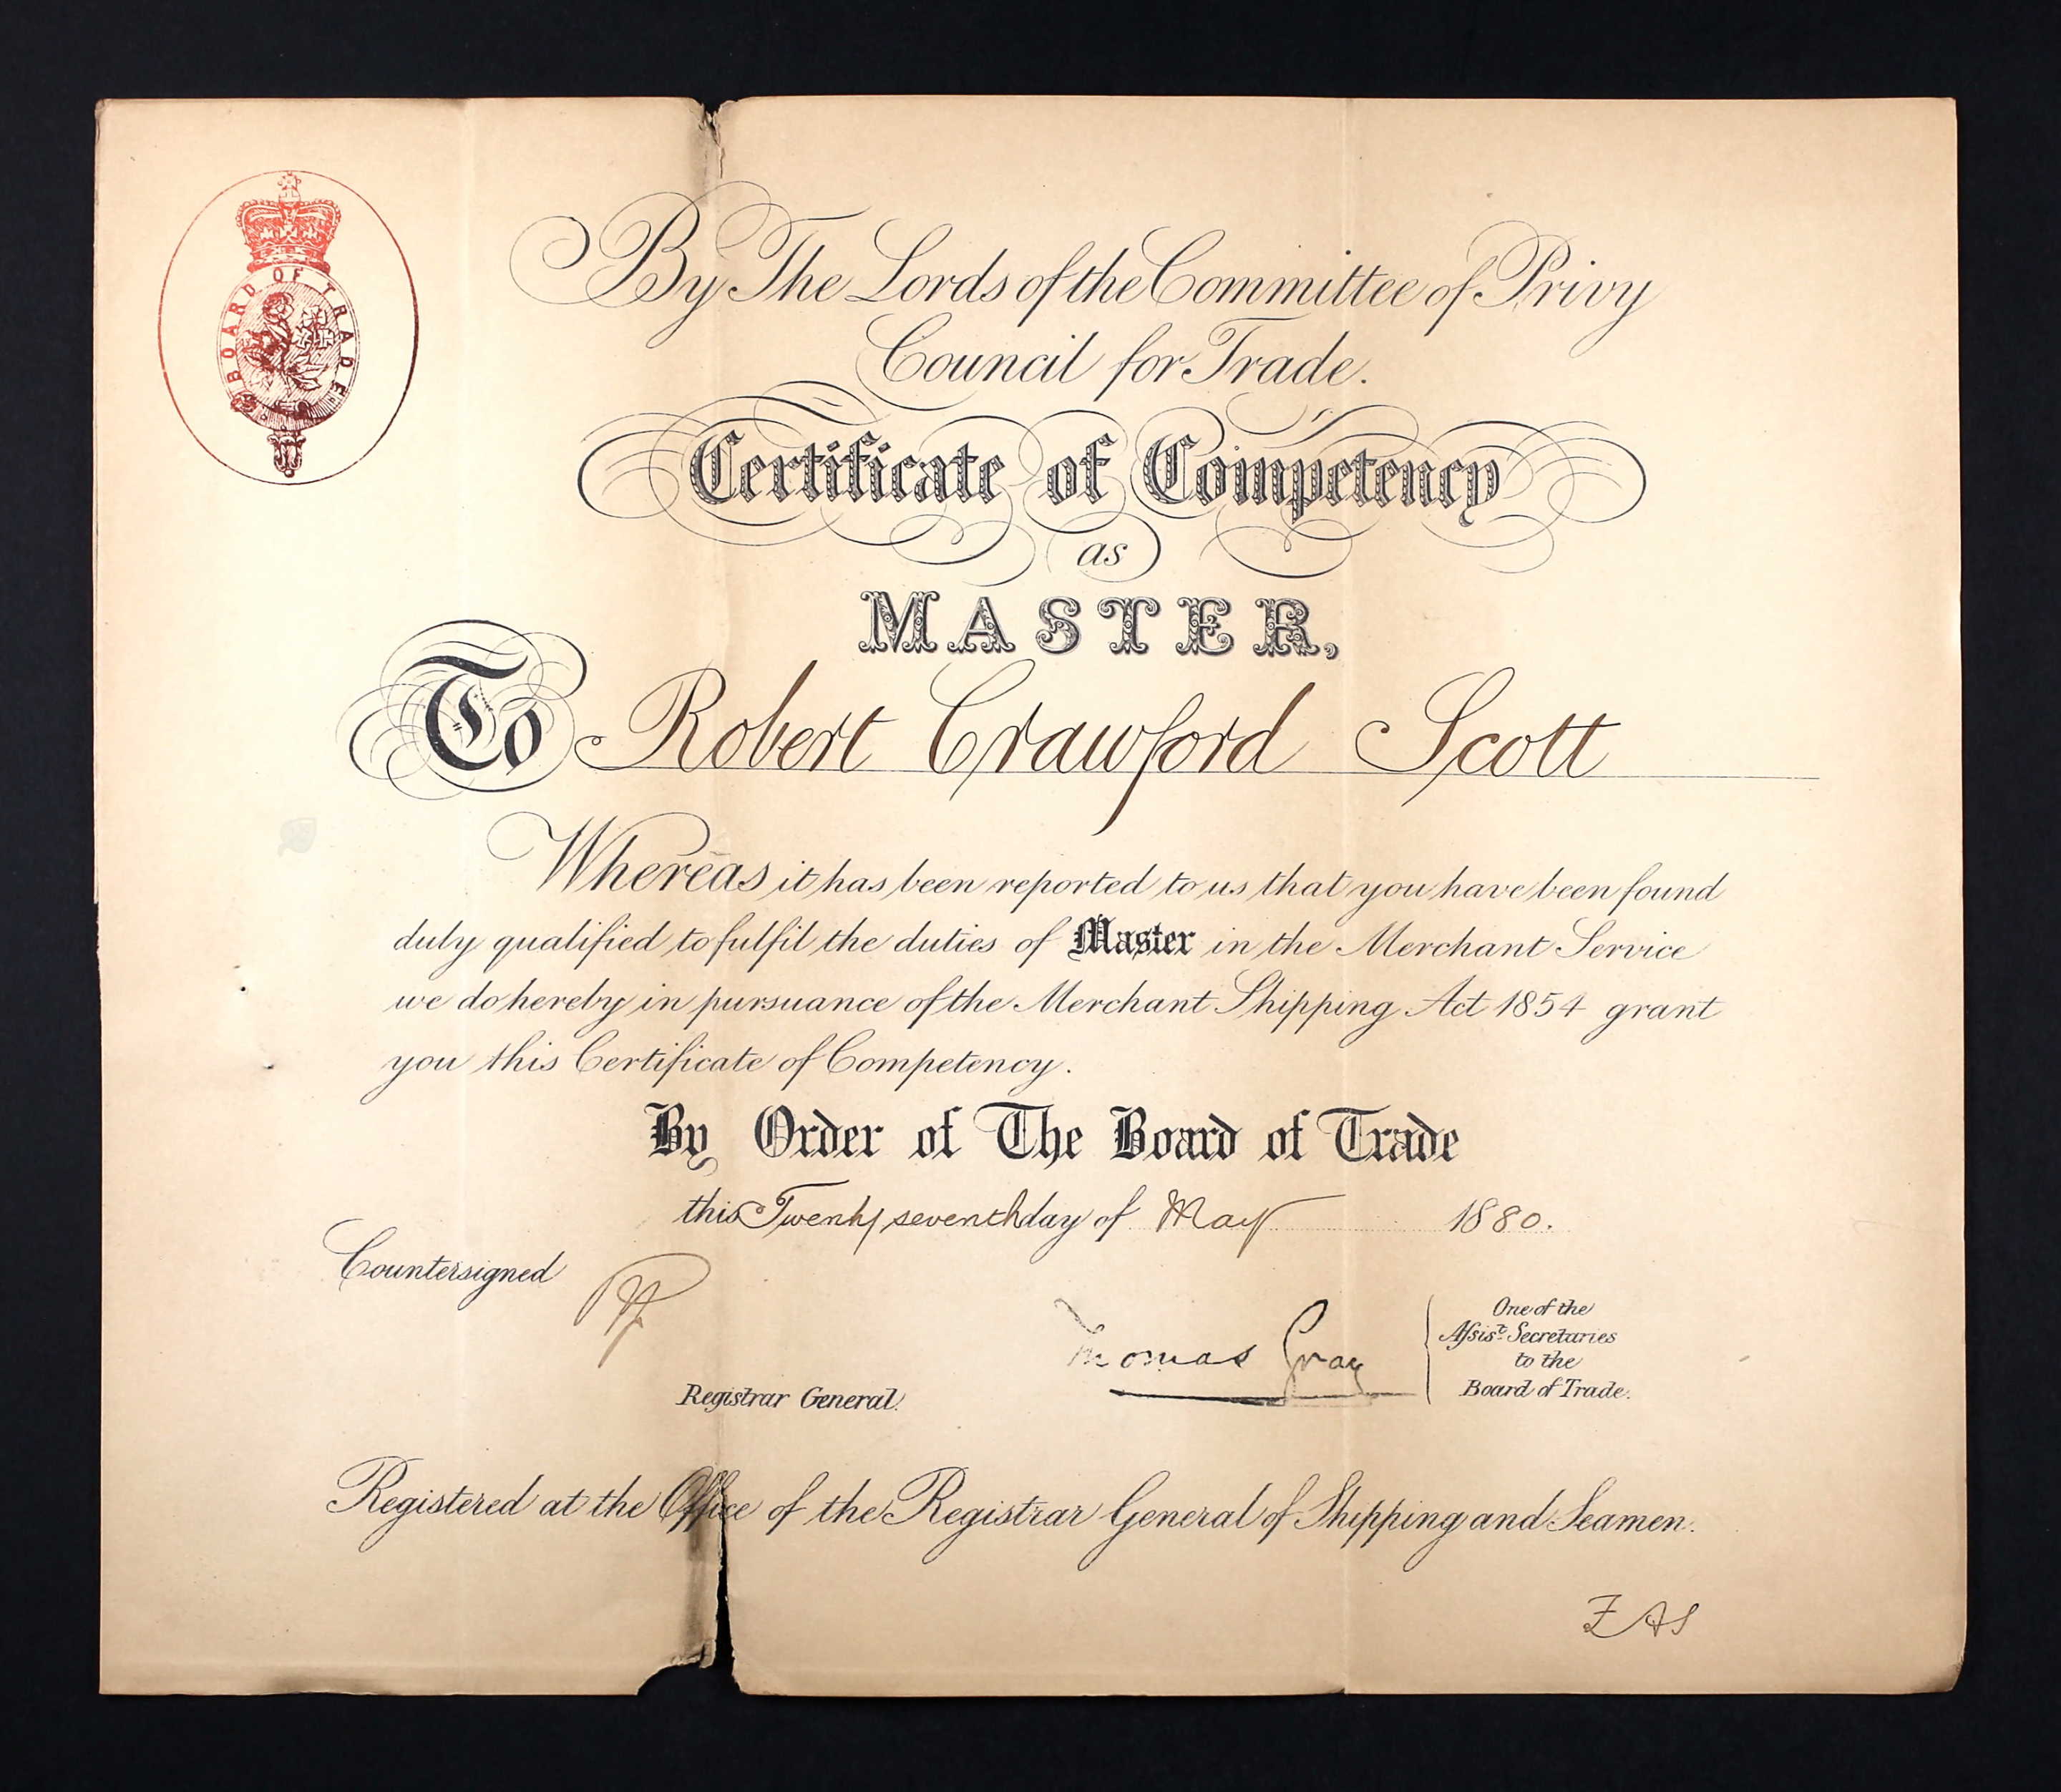 BOARD OF TRADE
By The Lords of the Committee of Privy
Council for Trade.
Certificate of Competency
as
MASTER,
To Robert Crawford Scott
Whereas it has been reported to us that you have been found
duly qualified to fulfil the duties of Master in the Merchant Service
we do hereby in pursuance of the Merchant Shipping Act 1854 grant
you this Certificate of Competency.
By Order of The Board of Trade
this Twenty seventh day of May 1880.
Countersigned
Registrar General.
Thomas Gray
One of the
Assist. Secretaries
to the
Board of Trade.
Registered at the Office of the Registrar General of Shipping and Seamen.